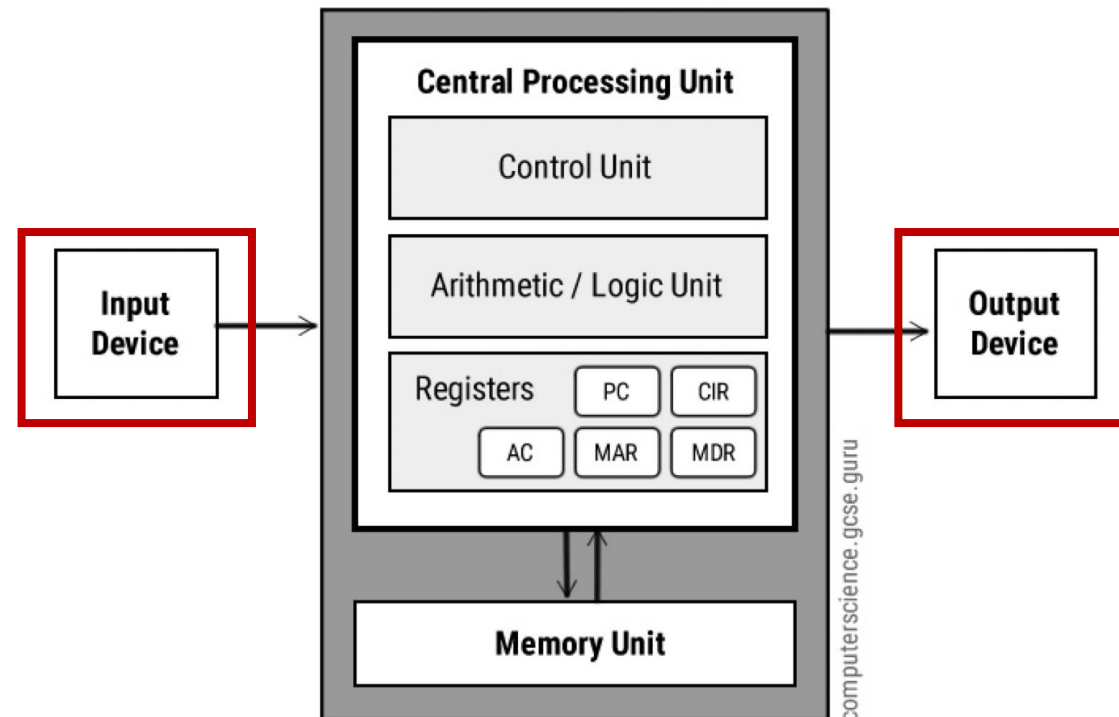 Central Processing Unit
Control Unit
Arithmetic / Logic Unit
Input
Device
Output
Device
Registers
PC
CIR
AC
MAR
MDR
Memory Unit
computerscience.gcse.guru